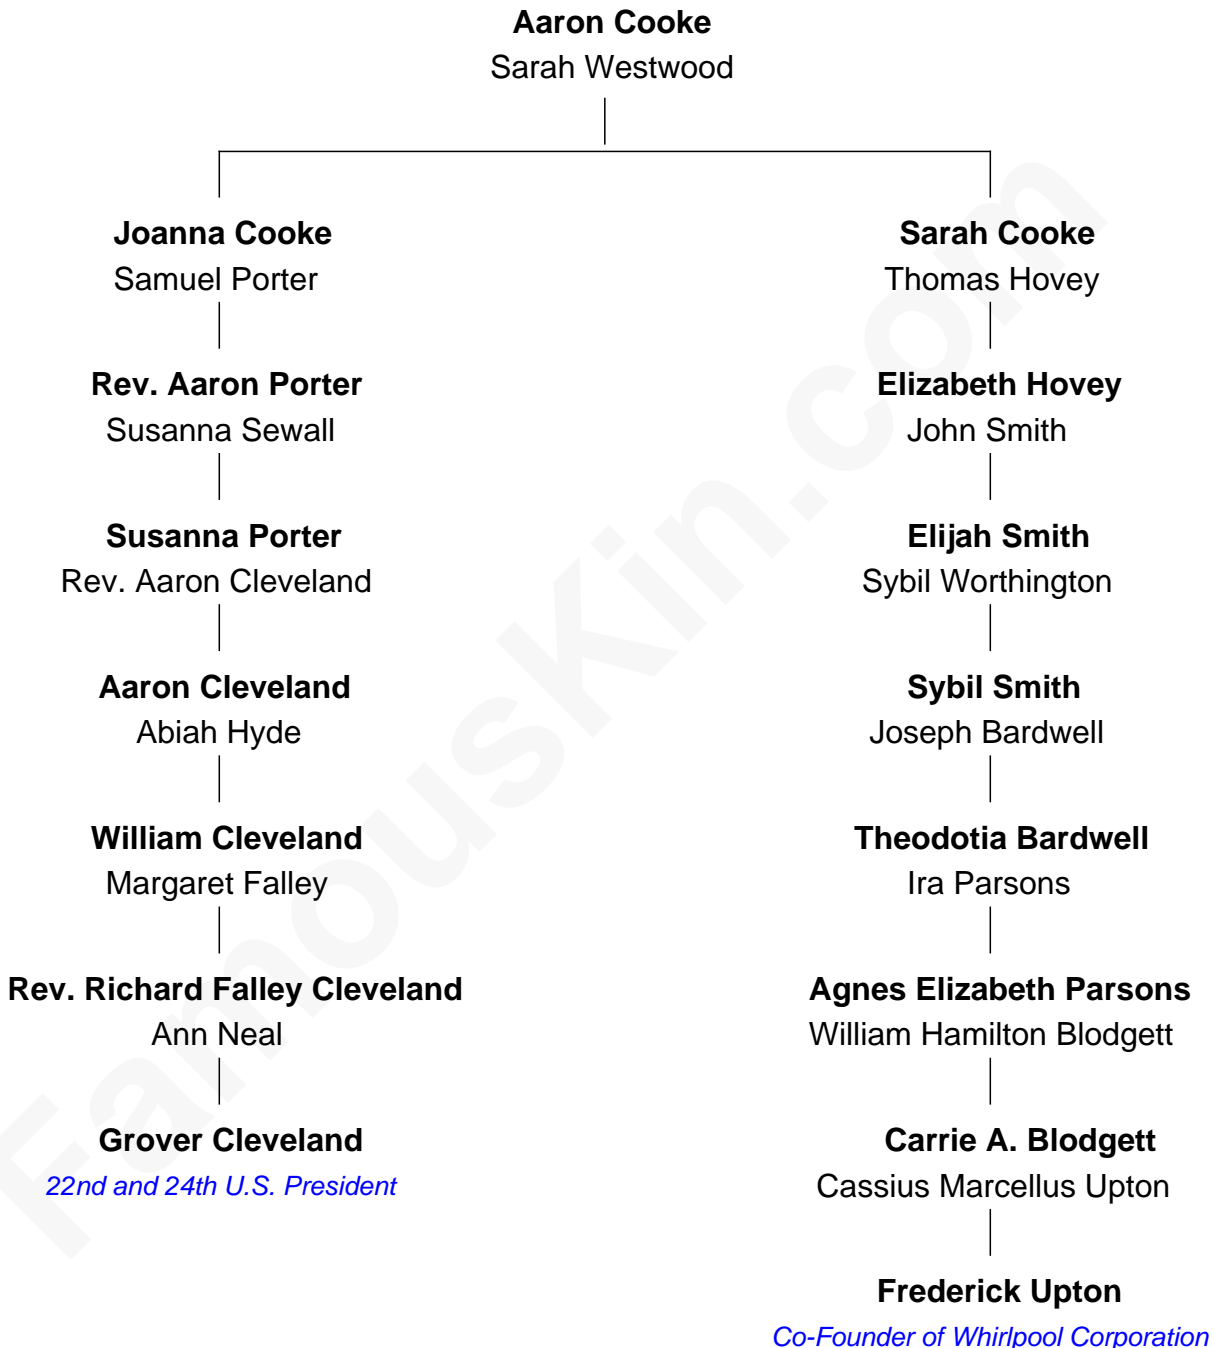 Aaron Cooke
Sarah Westwood
Joanna Cooke
Samuel Porter
Sarah Cooke
Thomas Hovey
Rev. Aaron Porter
Susanna Sewall
Elizabeth Hovey
John Smith
Susanna Porter
Rev. Aaron Cleveland
Elijah Smith
Sybil Worthington
Aaron Cleveland
Abiah Hyde
Sybil Smith
Joseph Bardwell
William Cleveland
Margaret Falley
Theodotia Bardwell
Ira Parsons
Rev. Richard Falley Cleveland
Ann Neal
Agnes Elizabeth Parsons
William Hamilton Blodgett
Grover Cleveland
22nd and 24th U.S. President
Carrie A. Blodgett
Cassius Marcellus Upton
Frederick Upton
Co-Founder of Whirlpool Corporation
FamousKin.com